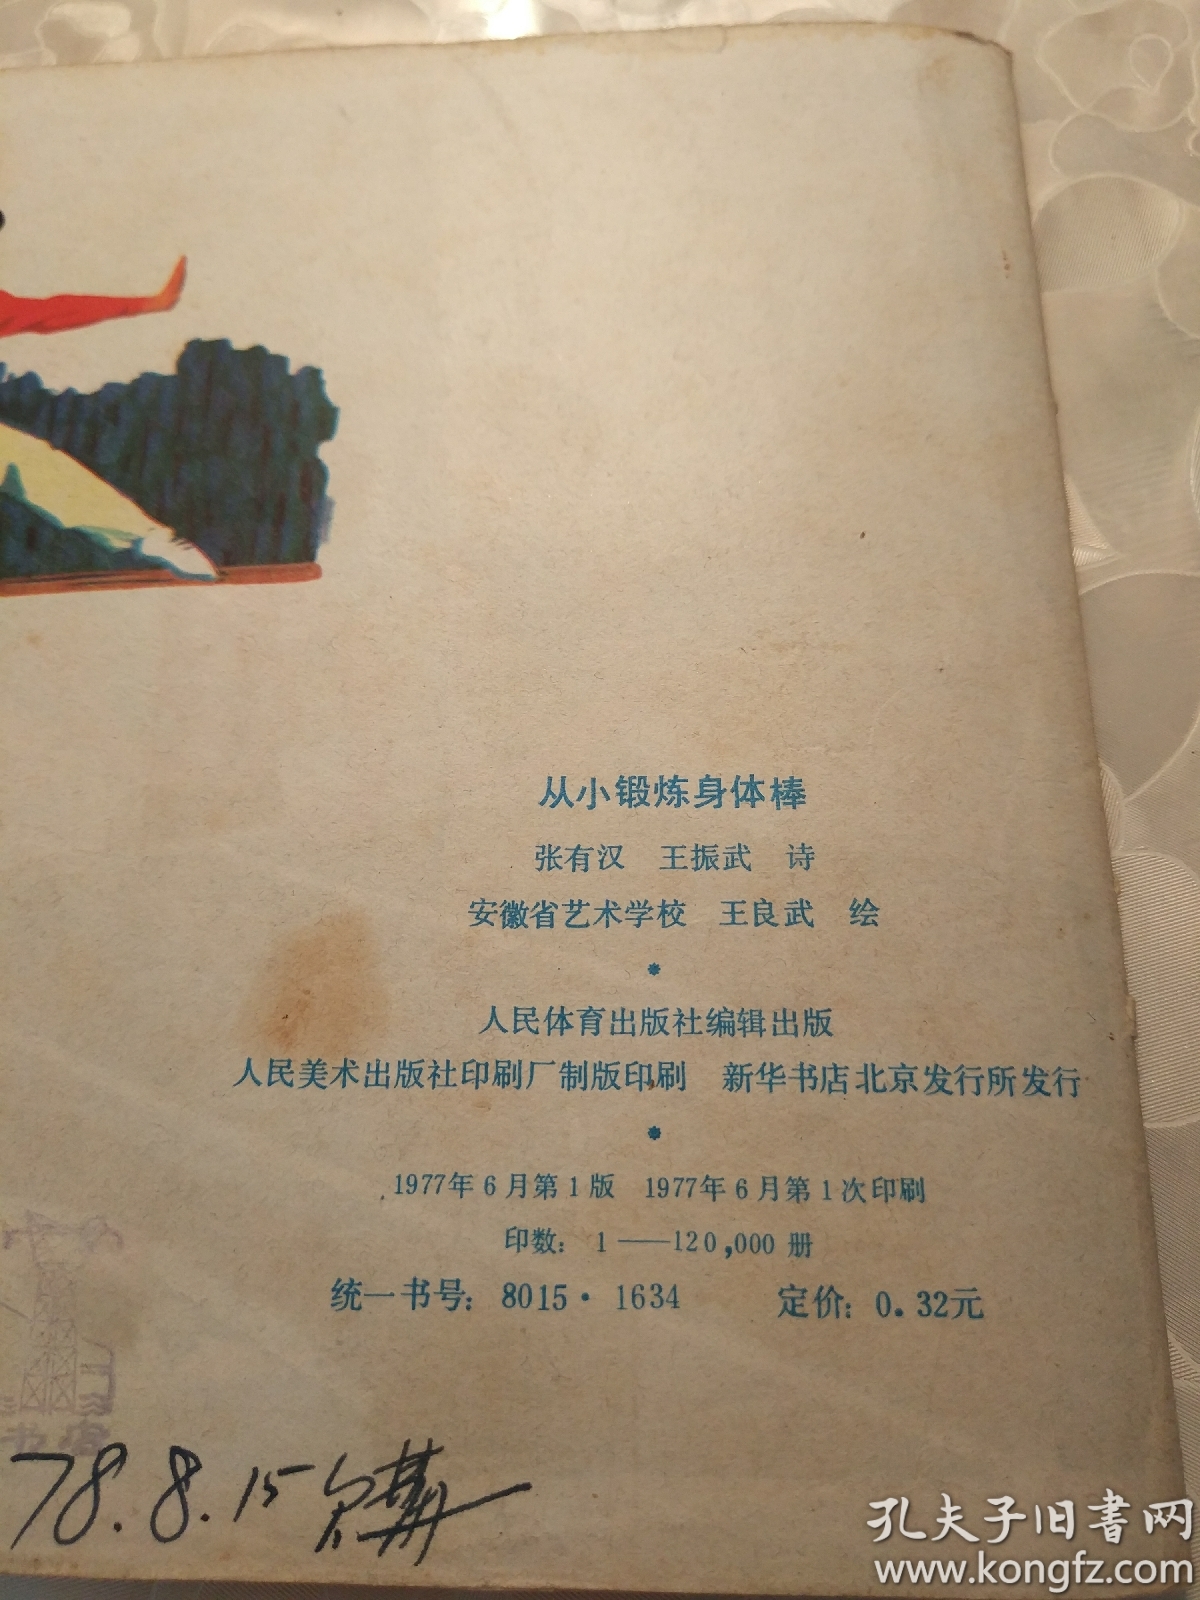 从小锻炼身体棒
张有汉 王振武 诗
安徽省艺术学校 王良武 绘
人民体育出版社编辑出版
人民美术出版社印刷厂制版印刷 新华书店北京发行所发行
1977年6月第1版 1977年6月第1次印刷
印数：1——120,000册
统一书号：8015·1634 定价：0.32元
书店
78.8.15购
孔夫子旧书网
www.kongfz.com